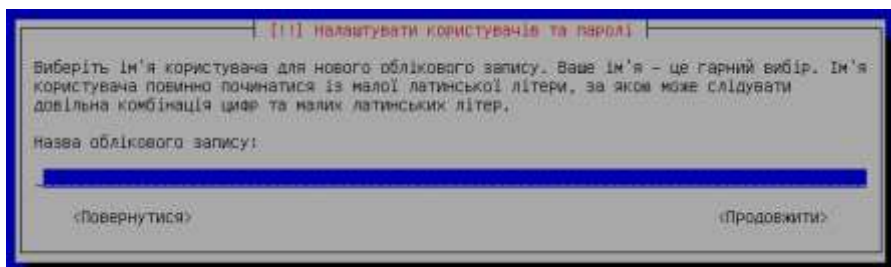 [!!] Налаштувати користувачів та паролі
Виберіть ім'я користувача для нового облікового запису. Ваше ім'я – це гарний вибір. Ім'я
користувача повинно починатися із малої латинської літери, за якою може слідувати
довільна комбінація цифр та малих латинських літер.
Назва облікового запису:
<Повернутися>
<Продовжити>